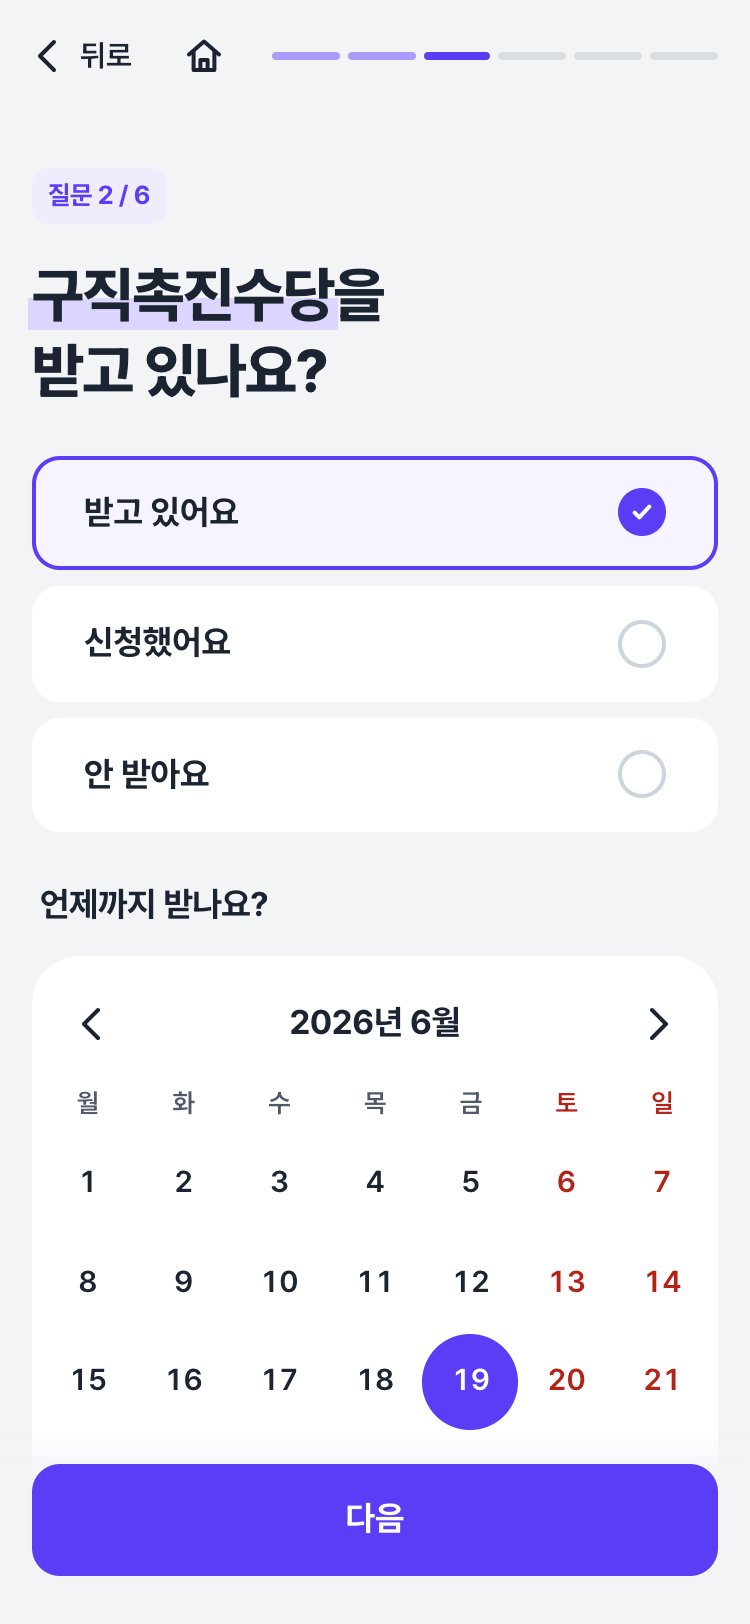 뒤로
질문 2 / 6
구직촉진수당을
받고 있나요?
받고 있어요
신청했어요
안 받아요
언제까지 받나요?
2026년 6월
월 화 수 목 금 토 일
1 2 3 4 5 6 7
8 9 10 11 12 13 14
15 16 17 18 19 20 21
다음